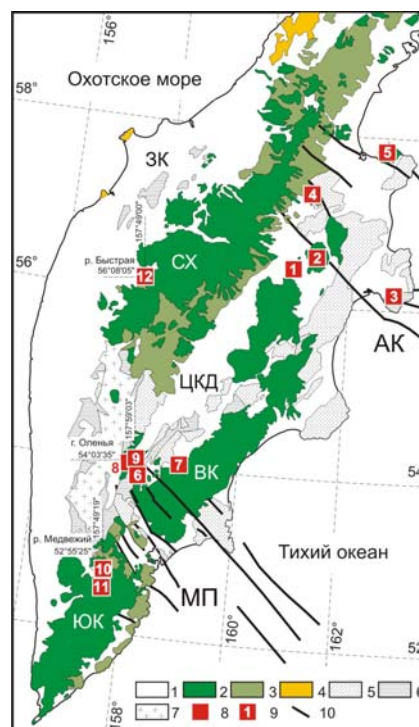 156
58°
Охотское море
ЗК
157°49'00"
5
4
р. Быстрая
56°08'05"
12
СХ
56°
1
2
3
АК
ЦКД
157°59'03"
г. Оленья
54°03'35"
8
9
6
7
ВК
54
157°49'19"
р. Медвежий
52°55'25"
10
11
Тихий океан
МП
ЮК
158°
160°
162°
52
1 2 3 4 5 6
7 8 1 9 10